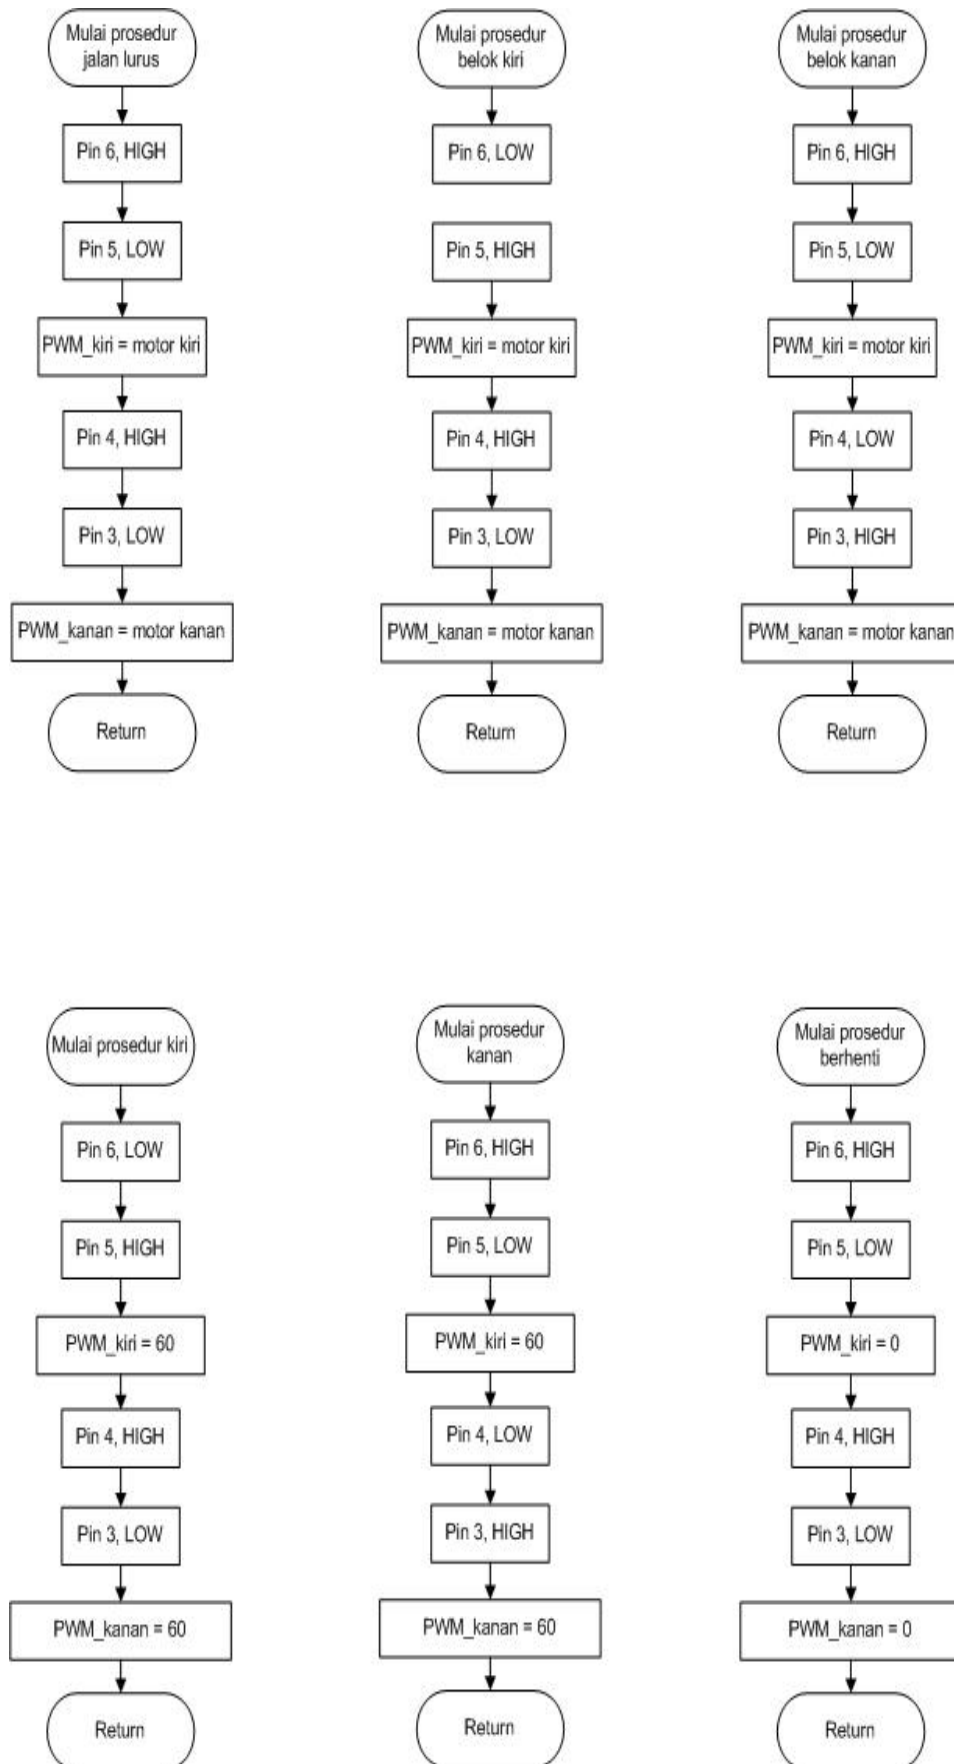 Mulai prosedur
jalan lurus
Pin 6, HIGH
Pin 5, LOW
PWM_kiri = motor kiri
Pin 4, HIGH
Pin 3, LOW
PWM_kanan = motor kanan
Return
Mulai prosedur
belok kiri
Pin 6, LOW
Pin 5, HIGH
PWM_kiri = motor kiri
Pin 4, HIGH
Pin 3, LOW
PWM_kanan = motor kanan
Return
Mulai prosedur
belok kanan
Pin 6, HIGH
Pin 5, LOW
PWM_kiri = motor kiri
Pin 4, LOW
Pin 3, HIGH
PWM_kanan = motor kanan
Return
Mulai prosedur kiri
Pin 6, LOW
Pin 5, HIGH
PWM_kiri = 60
Pin 4, HIGH
Pin 3, LOW
PWM_kanan = 60
Return
Mulai prosedur
kanan
Pin 6, HIGH
Pin 5, LOW
PWM_kiri = 60
Pin 4, LOW
Pin 3, HIGH
PWM_kanan = 60
Return
Mulai prosedur
berhenti
Pin 6, HIGH
Pin 5, LOW
PWM_kiri = 0
Pin 4, HIGH
Pin 3, LOW
PWM_kanan = 0
Return